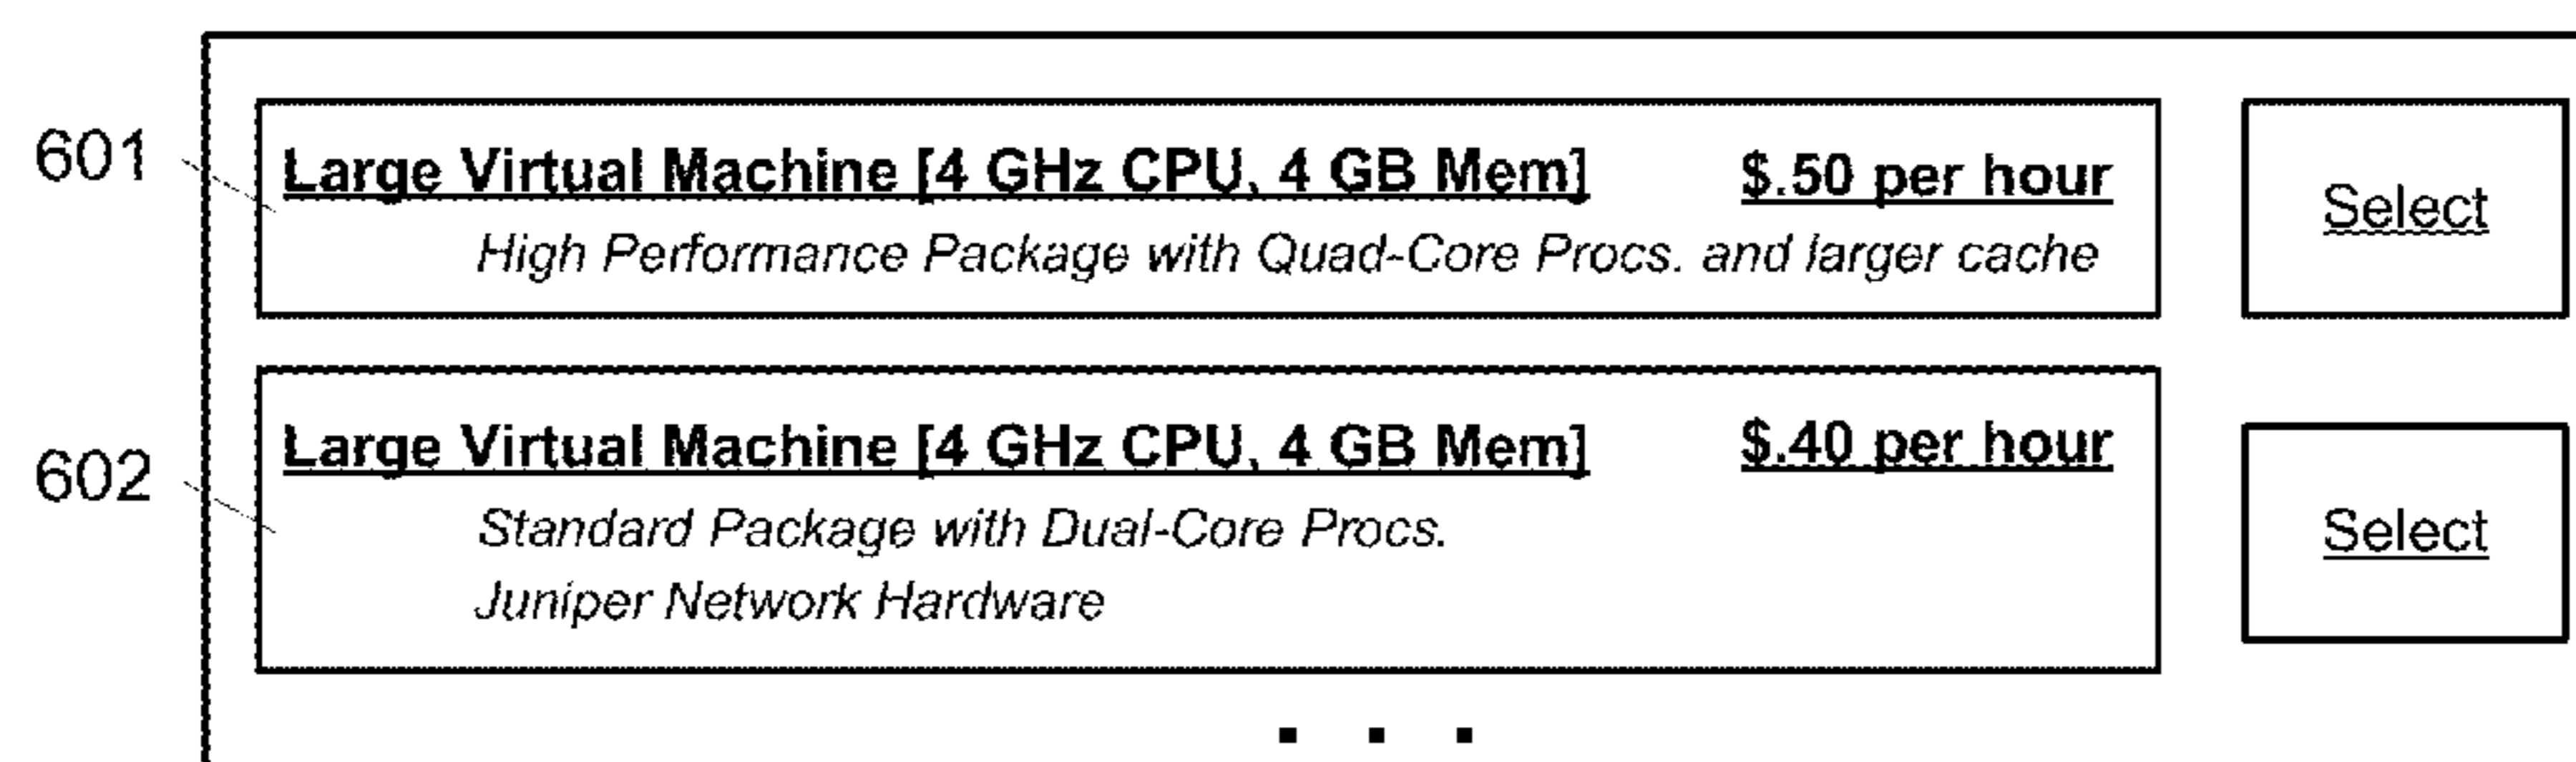 601
Large Virtual Machine [4 GHz CPU, 4 GB Mem] $.50 per hour
High Performance Package with Quad-Core Procs. and larger cache
Select
602
Large Virtual Machine [4 GHz CPU, 4 GB Mem] $.40 per hour
Standard Package with Dual-Core Procs.
Juniper Network Hardware
Select
. . .